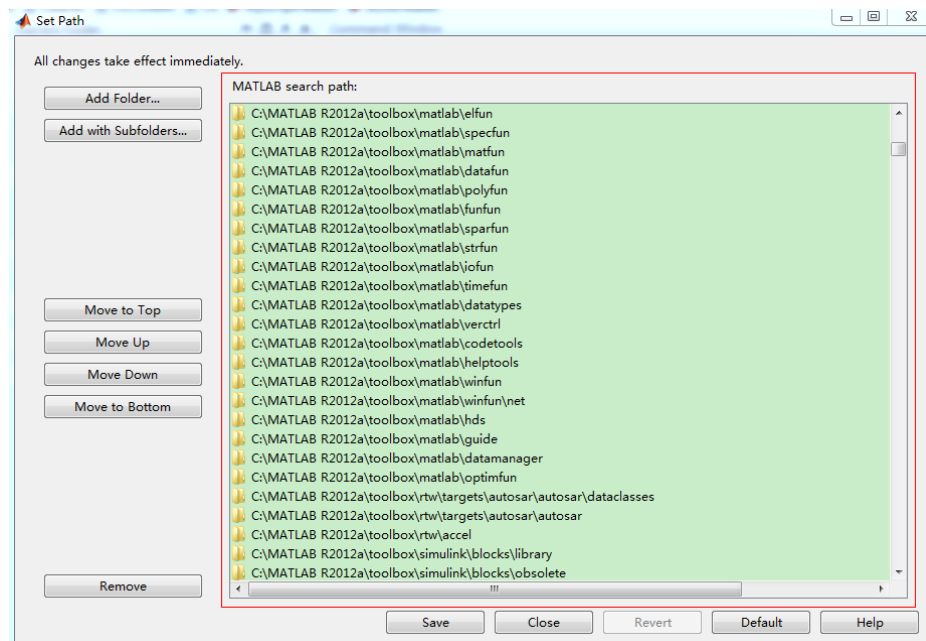 Set Path
All changes take effect immediately.
Add Folder...
Add with Subfolders...
Move to Top
Move Up
Move Down
Move to Bottom
Remove
MATLAB search path:
C:\MATLAB R2012a\toolbox\matlab\elfun
C:\MATLAB R2012a\toolbox\matlab\specfun
C:\MATLAB R2012a\toolbox\matlab\matfun
C:\MATLAB R2012a\toolbox\matlab\datafun
C:\MATLAB R2012a\toolbox\matlab\polyfun
C:\MATLAB R2012a\toolbox\matlab\funfun
C:\MATLAB R2012a\toolbox\matlab\sparfun
C:\MATLAB R2012a\toolbox\matlab\strfun
C:\MATLAB R2012a\toolbox\matlab\iofun
C:\MATLAB R2012a\toolbox\matlab\timefun
C:\MATLAB R2012a\toolbox\matlab\datatypes
C:\MATLAB R2012a\toolbox\matlab\verctrl
C:\MATLAB R2012a\toolbox\matlab\codetools
C:\MATLAB R2012a\toolbox\matlab\helptools
C:\MATLAB R2012a\toolbox\matlab\winfun
C:\MATLAB R2012a\toolbox\matlab\winfun\net
C:\MATLAB R2012a\toolbox\matlab\hds
C:\MATLAB R2012a\toolbox\matlab\guide
C:\MATLAB R2012a\toolbox\matlab\datamanager
C:\MATLAB R2012a\toolbox\matlab\optimfun
C:\MATLAB R2012a\toolbox\rtw\targets\autosar\autosar\dataclasses
C:\MATLAB R2012a\toolbox\rtw\targets\autosar\autosar
C:\MATLAB R2012a\toolbox\rtw\accel
C:\MATLAB R2012a\toolbox\simulink\blocks\library
C:\MATLAB R2012a\toolbox\simulink\blocks\obsolete
Save
Close
Revert
Default
Help